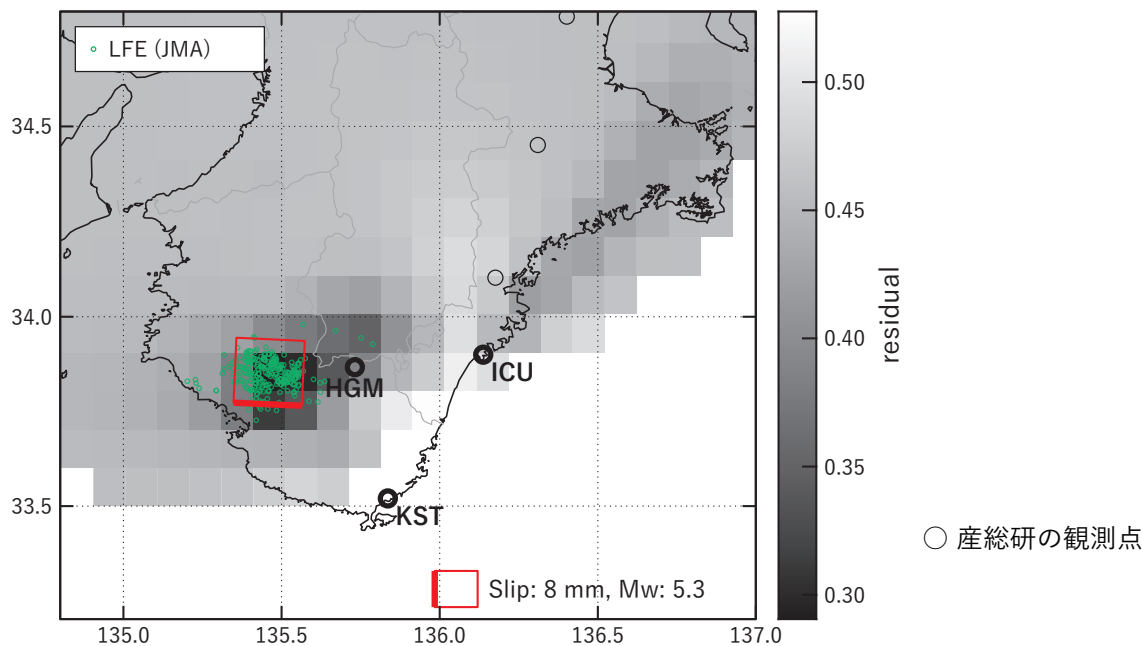 LFE (JMA)
34.5
34.0
33.5
HGM
ICU
KST
Slip: 8 mm, Mw: 5.3
135.0
135.5
136.0
136.5
137.0
0.50
0.45
0.40
0.35
0.30
residual
○ 産総研の観測点